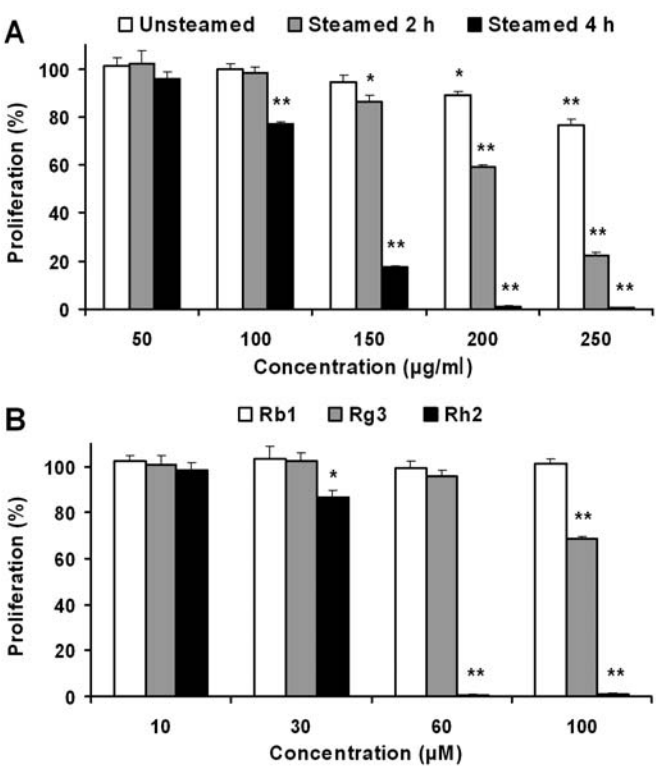 A
Unsteamed Steamed 2 h Steamed 4 h
Proliferation (%)
100
80
60
40
20
0
** * * **
** **
** ** **
50 100 150 200 250
Concentration (µg/ml)
B
Rb1 Rg3 Rh2
Proliferation (%)
100
80
60
40
20
0
* **
** **
10 30 60 100
Concentration (µM)